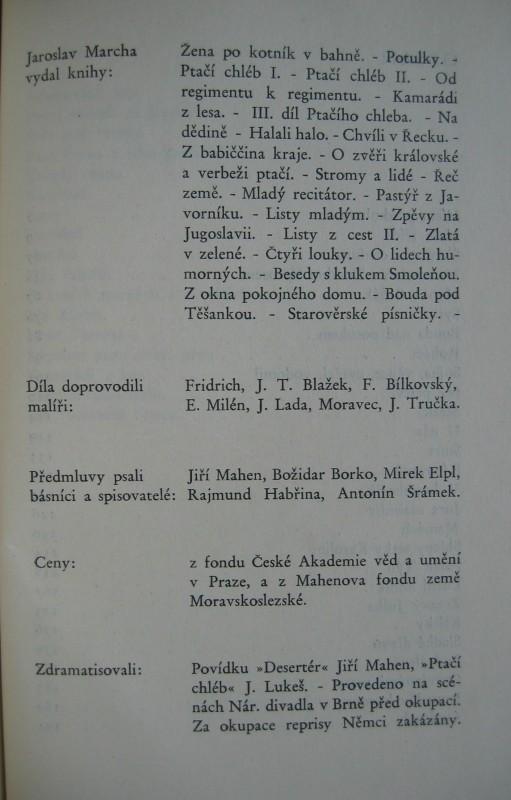 Jaroslav Marcha
vydal knihy:
Žena po kotník v bahně. - Potulky. -
Ptačí chléb I. - Ptačí chléb II. - Od
regimentu k regimentu. - Kamarádi
z lesa. - III. díl Ptačího chleba. - Na
dědině - Halali halo. - Chvíli v Řecku. -
Z babiččina kraje. - O zvěři královské
a verbeži ptačí. - Stromy a lidé - Řeč
země. - Mladý recitátor. - Pastýř z Ja-
vorníku. - Listy mladým. - Zpěvy na
Jugoslavii. - Listy z cest II. - Zlatá
v zelené. - Čtyři louky. - O lidech hu-
morných. - Besedy s klukem Smoleňou.
Z okna pokojného domu. - Bouda pod
Těšankou. - Starověrské písničky. -
Díla doprovodili
malíři:
Fridrich, J. T. Blažek, F. Bílkovský,
E. Milén, J. Lada, Moravec, J. Tručka.
Předmluvy psali
básníci a spisovatelé:
Jiří Mahen, Božidar Borko, Mirek Elpl,
Rajmund Habřina, Antonín Šrámek.
Ceny:
z fondu České Akademie věd a umění
v Praze, a z Mahenova fondu země
Moravskoslezské.
Zdramatisovali:
Povídku »Desertér« Jiří Mahen, »Ptačí
chléb« J. Lukeš. - Provedeno na scé-
nách Nár. divadla v Brně před okupací.
Za okupace reprisy Němci zakázány.